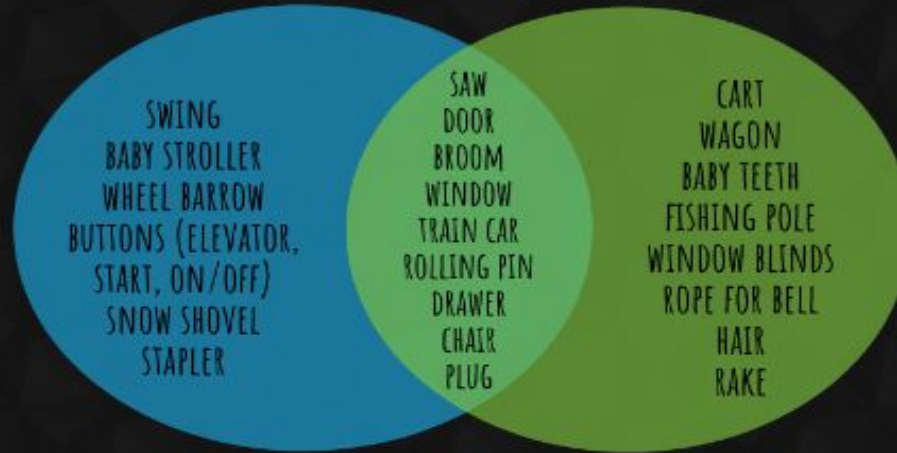 SWING
BABY STROLLER
WHEEL BARROW
BUTTONS (ELEVATOR,
START, ON/OFF)
SNOW SHOVEL
STAPLER
SAW
DOOR
BROOM
WINDOW
TRAIN CAR
ROLLING PIN
DRAWER
CHAIR
PLUG
CART
WAGON
BABY TEETH
FISHING POLE
WINDOW BLINDS
ROPE FOR BELL
HAIR
RAKE